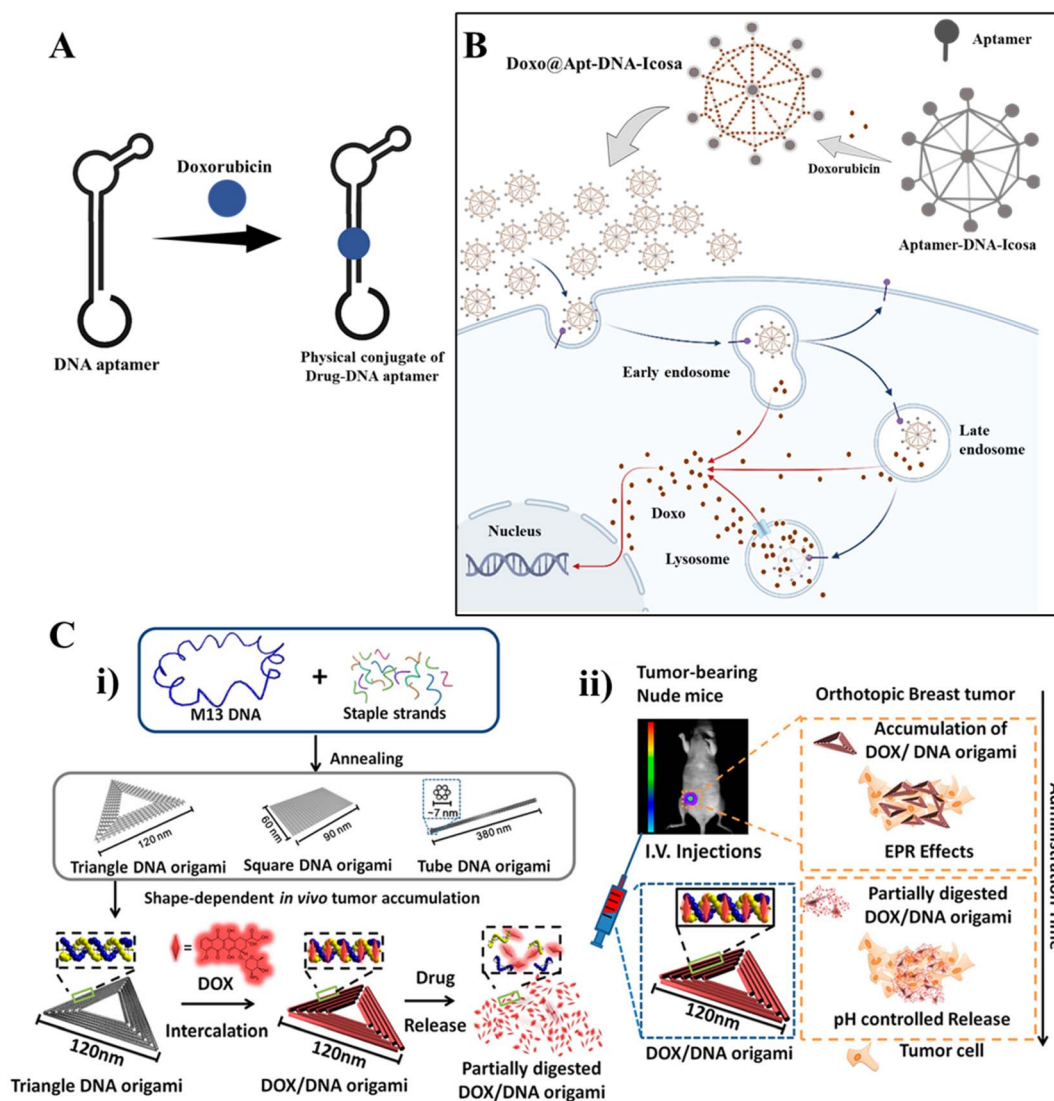 A
Doxorubicin
DNA aptamer
Physical conjugate of
Drug-DNA aptamer
B
Doxo@Apt-DNA-Icosa
Aptamer
Doxorubicin
Aptamer-DNA-Icosa
Early endosome
Late
endosome
Doxo
Nucleus
Lysosome
C
i)
M13 DNA
+
Staple strands
Annealing
120 nm
60 nm
90 nm
~7 nm
380 nm
Triangle DNA origami
Square DNA origami
Tube DNA origami
Shape-dependent in vivo tumor accumulation
=
DOX
Intercalation
Drug
Release
120nm
120nm
Triangle DNA origami
DOX/DNA origami
Partially digested
DOX/DNA origami
ii)
Tumor-bearing
Nude mice
I.V. Injections
120nm
DOX/DNA origami
Orthotopic Breast tumor
Accumulation of
DOX/ DNA origami
EPR Effects
Partially digested
DOX/DNA origami
pH controlled Release
Tumor cell